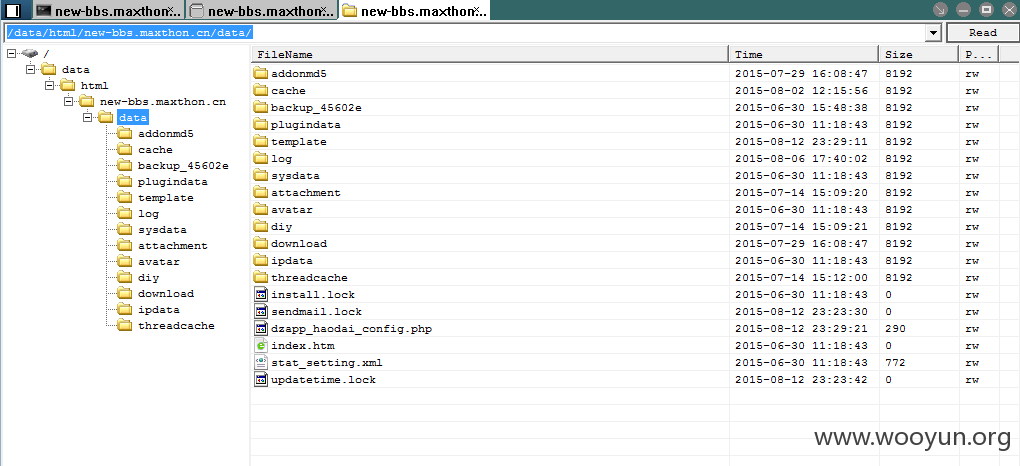 new-bbs.maxthon... new-bbs.maxthon... new-bbs.maxthon...
/data/html/new-bbs.maxthon.cn/data/ Read
/
data
html
new-bbs.maxthon.cn
data
addonmd5
cache
backup_45602e
plugindata
template
log
sysdata
attachment
avatar
diy
download
ipdata
threadcache
FileName Time Size P...
addonmd5 2015-07-29 16:08:47 8192 rw
cache 2015-08-02 12:15:56 8192 rw
backup_45602e 2015-06-30 15:48:38 8192 rw
plugindata 2015-06-30 11:18:43 8192 rw
template 2015-08-12 23:29:11 8192 rw
log 2015-08-06 17:40:02 8192 rw
sysdata 2015-06-30 11:18:43 8192 rw
attachment 2015-07-14 15:09:20 8192 rw
avatar 2015-06-30 11:18:43 8192 rw
diy 2015-07-14 15:09:21 8192 rw
download 2015-07-29 16:08:47 8192 rw
ipdata 2015-06-30 11:18:43 8192 rw
threadcache 2015-07-14 15:12:00 8192 rw
install.lock 2015-06-30 11:18:43 0 rw
sendmail.lock 2015-08-12 23:23:30 0 rw
dzapp_haodai_config.php 2015-08-12 23:29:21 290 rw
index.htm 2015-06-30 11:18:43 0 rw
stat_setting.xml 2015-06-30 11:18:43 772 rw
updatetime.lock 2015-08-12 23:23:42 0 rw
www.wooyun.org